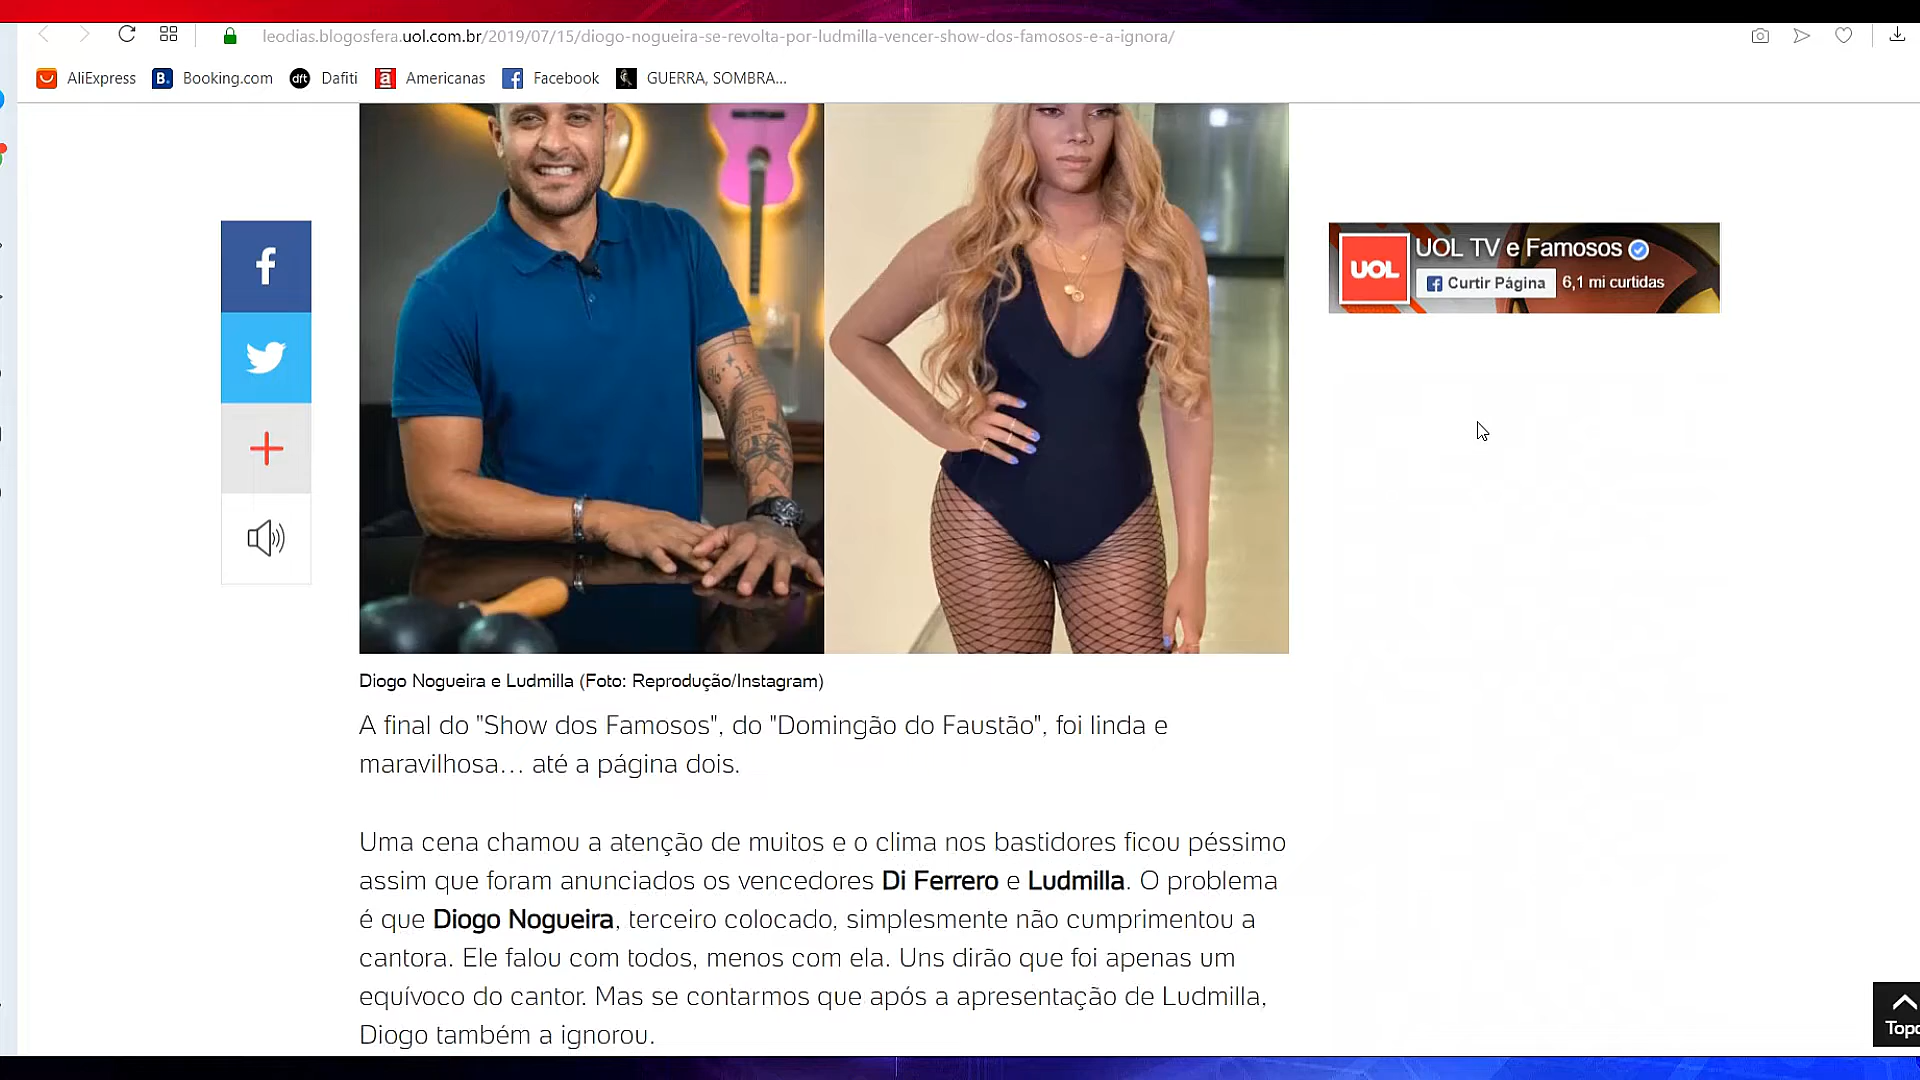 leodias.blogosfera.uol.com.br/2019/07/15/diogo-nogueira-se-revolta-por-ludmilla-vencer-show-dos-famosos-e-a-ignora/
AliExpress B. Booking.com dft Dafiti a Americanas f Facebook GUERRA, SOMBRA...
UOL TV e Famosos
UOL
f Curtir Página 6,1 mi curtidas
Diogo Nogueira e Ludmilla (Foto: Reprodução/Instagram)
A final do "Show dos Famosos", do "Domingão do Faustão", foi linda e
maravilhosa... até a página dois.
Uma cena chamou a atenção de muitos e o clima nos bastidores ficou péssimo
assim que foram anunciados os vencedores Di Ferrero e Ludmilla. O problema
é que Diogo Nogueira, terceiro colocado, simplesmente não cumprimentou a
cantora. Ele falou com todos, menos com ela. Uns dirão que foi apenas um
equívoco do cantor. Mas se contarmos que após a apresentação de Ludmilla,
Diogo também a ignorou.
Topo